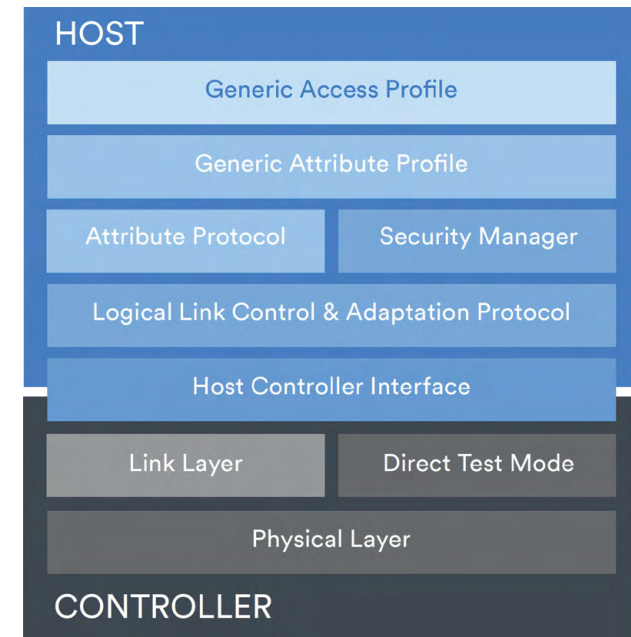 HOST
Generic Access Profile
Generic Attribute Profile
Attribute Protocol
Security Manager
Logical Link Control & Adaptation Protocol
Host Controller Interface
Link Layer
Direct Test Mode
Physical Layer
CONTROLLER